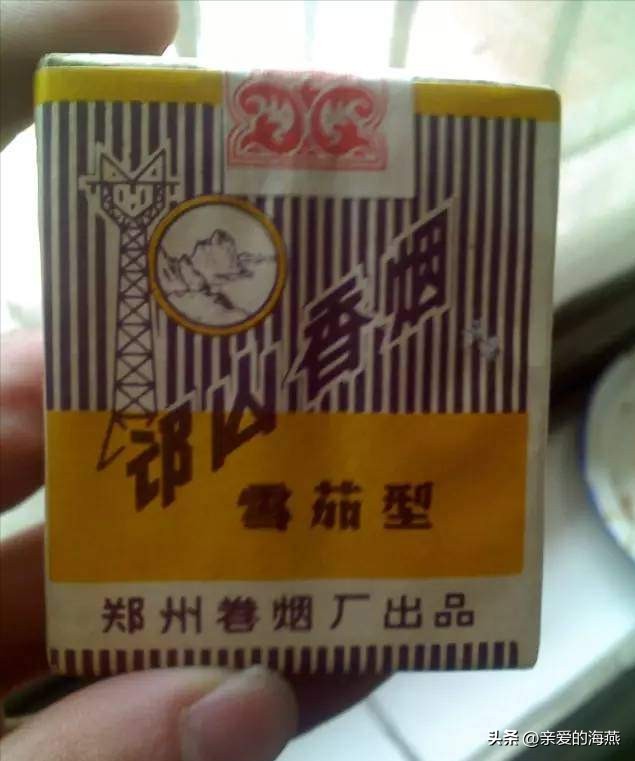 邙山香烟
雪茄型
郑州卷烟厂出品
头条 @亲爱的海燕